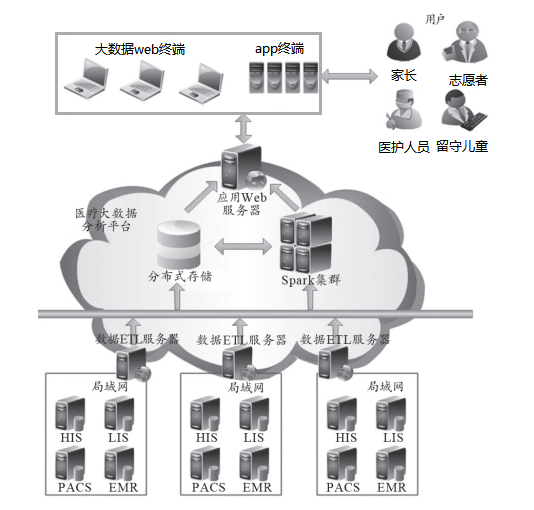 用户
大数据web终端
app终端
家长
志愿者
医护人员
留守儿童
应用Web
服务器
医疗大数据
分析平台
分布式存储
Spark集群
数据ETL服务器
数据ETL服务器
数据ETL服务器
局域网
局域网
局域网
HIS
LIS
HIS
LIS
HIS
LIS
PACS
EMR
PACS
EMR
PACS
EMR